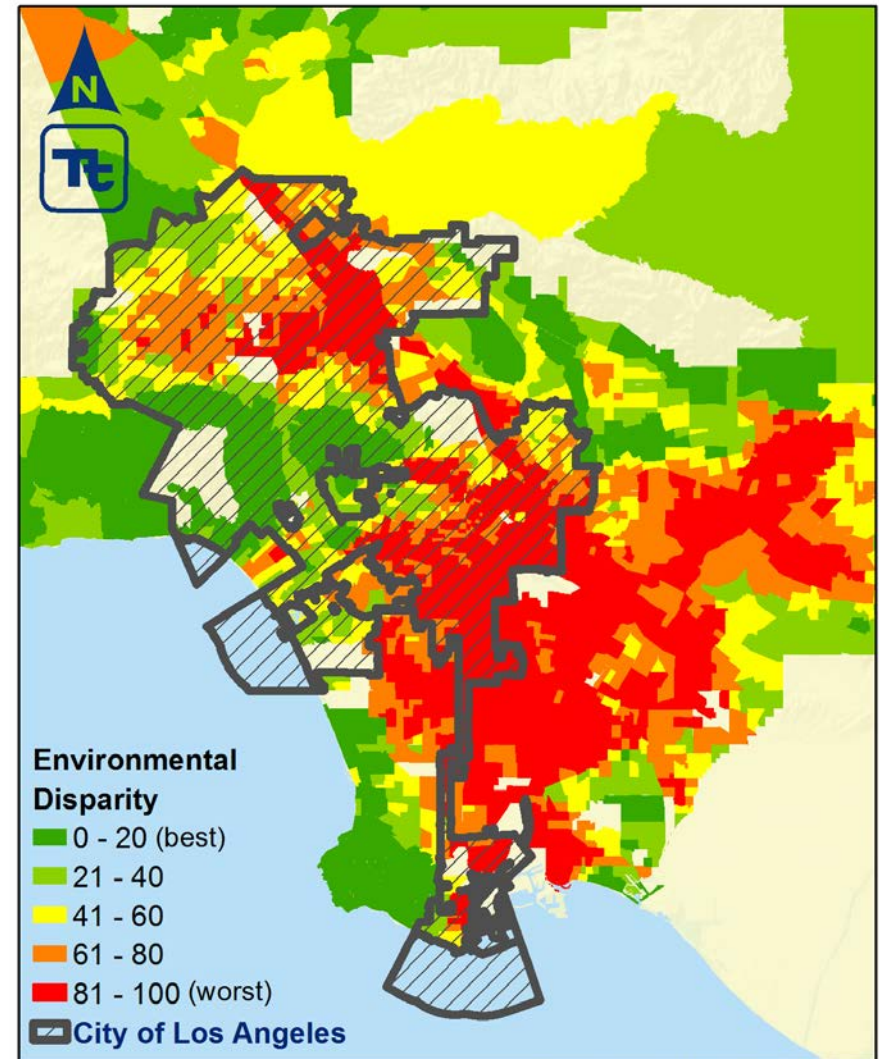 N
Tt
Environmental
Disparity
0 - 20 (best)
21 - 40
41 - 60
61 - 80
81 - 100 (worst)
City of Los Angeles